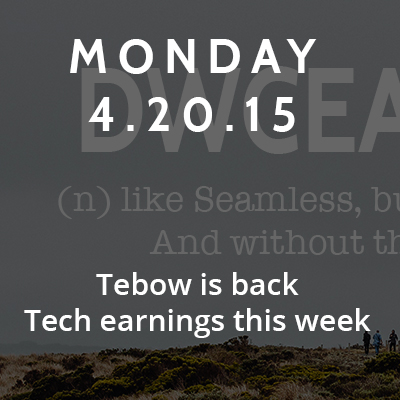 MONDAY
4.20.15
DWCEA
(n) like Seamless, bu
And without th
Tebow is back
Tech earnings this week